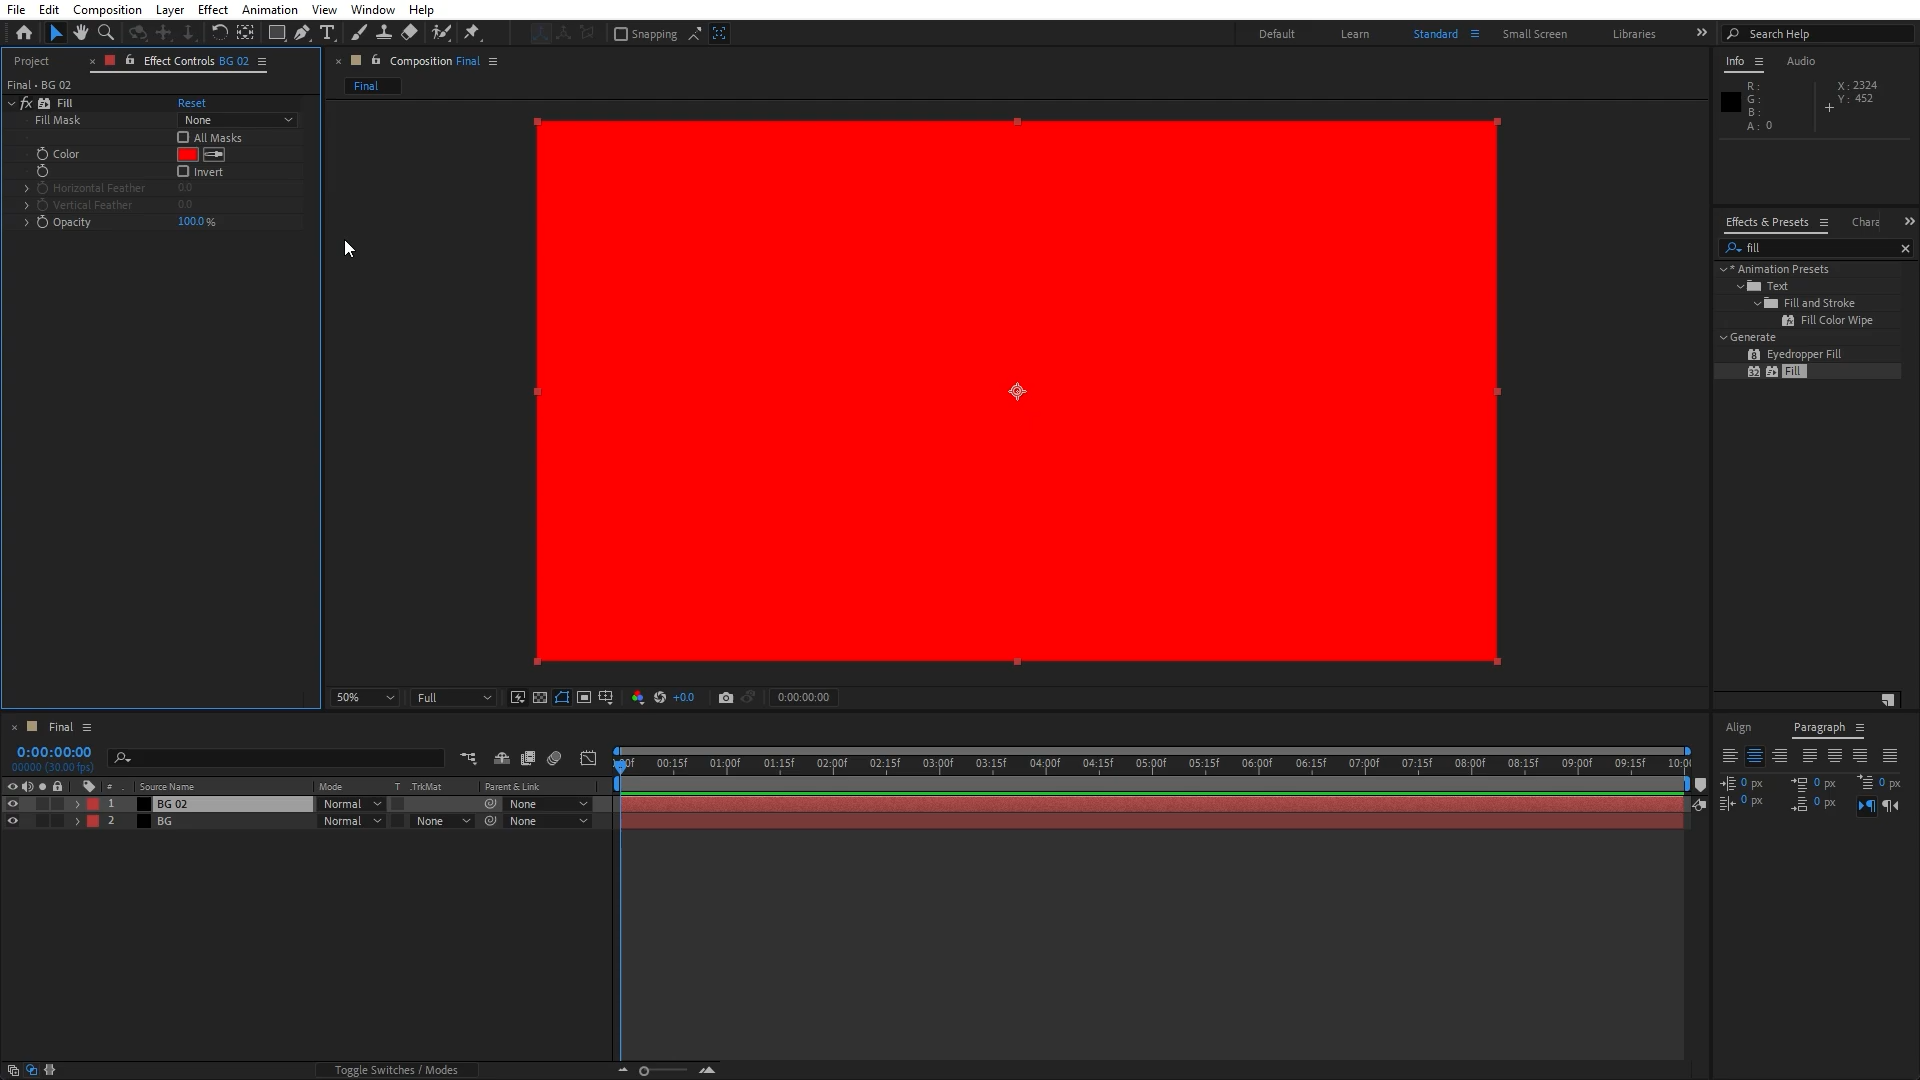 File Edit Composition Layer Effect Animation View Window Help
Snapping
Default Learn Standard Small Screen Libraries
Search Help
Project Effect Controls BG 02
Composition Final
Info Audio
Final • BG 02
Final
R :
G :
B :
A : 0
X : 2324
Y : 452
fx Fill Reset
Fill Mask None
All Masks
Color
Invert
Horizontal Feather 0.0
Vertical Feather 0.0
Opacity 100.0 %
Effects & Presets Chara
fill
* Animation Presets
Text
Fill and Stroke
Fill Color Wipe
Generate
Eyedropper Fill
32 Fill
50% Full +0.0 0:00:00:00
Final
0:00:00:00
00000 (30.00 fps)
:00f 00:15f 01:00f 01:15f 02:00f 02:15f 03:00f 03:15f 04:00f 04:15f 05:00f 05:15f 06:00f 06:15f 07:00f 07:15f 08:00f 08:15f 09:00f 09:15f 10:0
# . Source Name Mode T .TrkMat Parent & Link
1 BG 02 Normal None
2 BG Normal None None
Align Paragraph
0 px 0 px 0 px
0 px 0 px
Toggle Switches / Modes